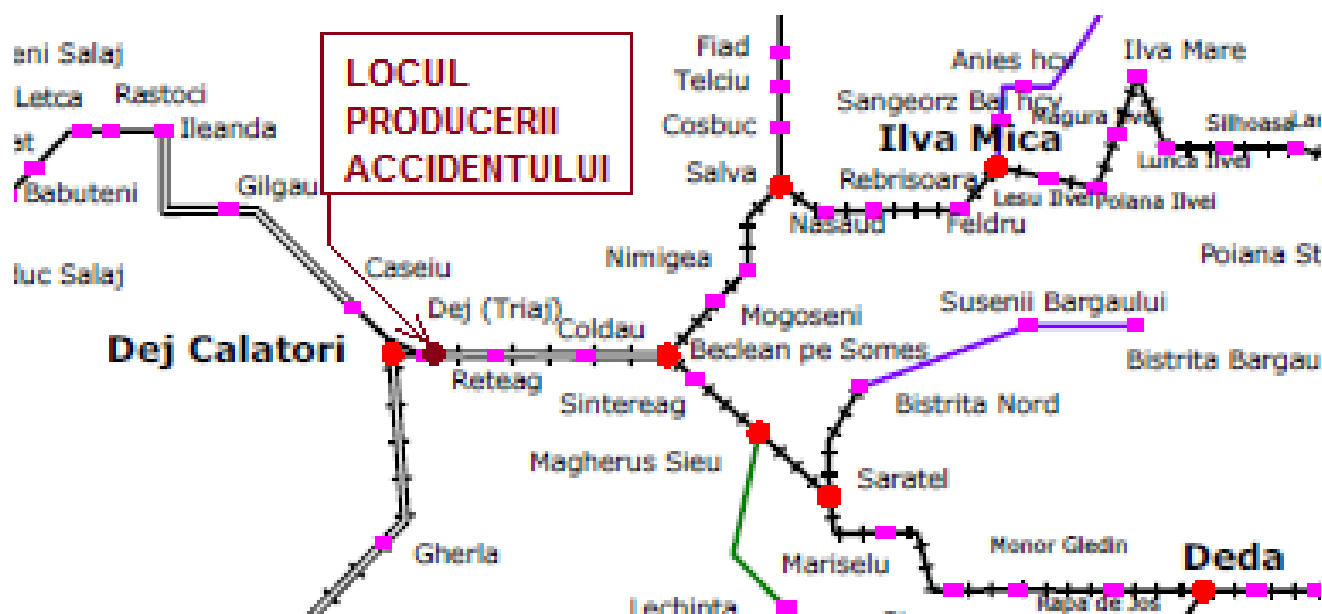 eni Salaj
Letca
Rastoci
Ileanda
Babuteni
Gilgau
LOCUL
PRODUCERII
ACCIDENTULUI
Fiad
Telciu
Cosbuc
Salva
Anies hcv
Sangeorz Bai hcv
Ilva Mica
Ilva Mare
Silhoasa
Lunca Ilvei
Rebrisoara
Lesu Ilvei
Poiana Ilvei
Nasaud
Feldru
Poiana St
luc Salaj
Caseiu
Nimigea
Mogoseni
Susenii Bargaului
Bistrita Bargau
Dej (Triaj)
Coldau
Dej Calatori
Beclean pe Somes
Reteag
Sintereag
Bistrita Nord
Magherus Sieu
Saratel
Gherla
Mariselu
Monor Gledin
Deda
Lechinta
Rapa de Jos